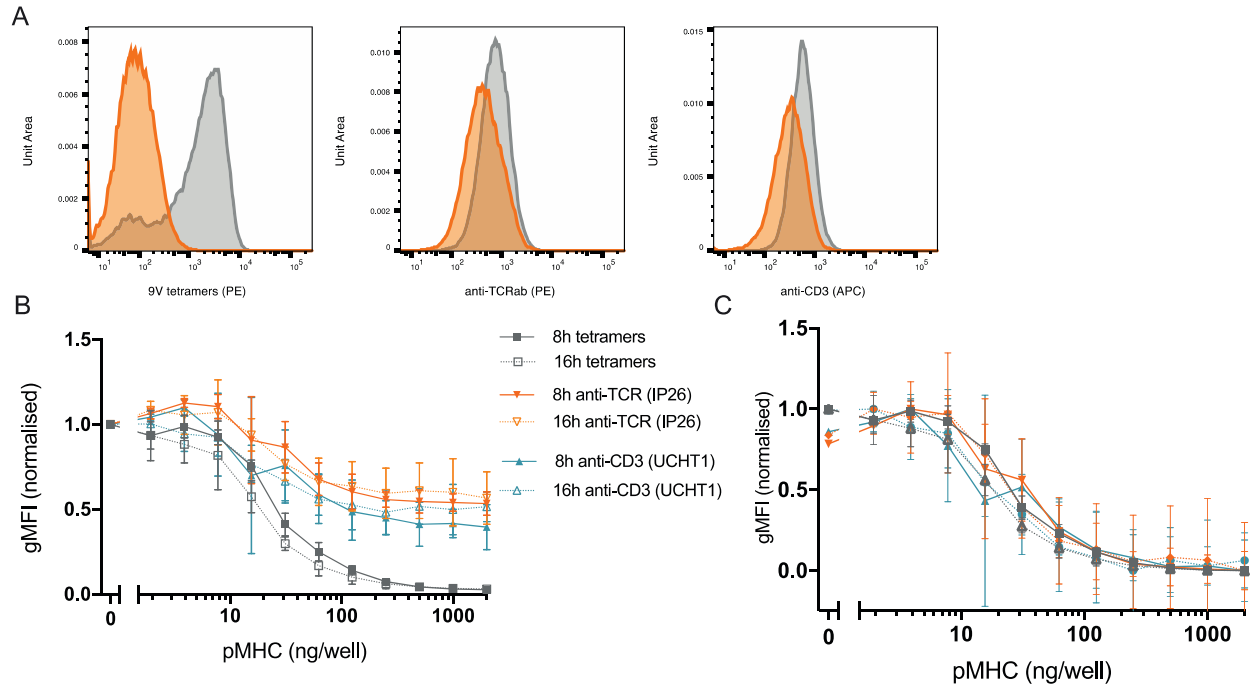 A
Unit Area
0.008
0.006
0.004
0.002
0
10^1
10^2
10^3
10^4
10^5
9V tetramers (PE)
Unit Area
0.010
0.008
0.006
0.004
0.002
0
10^1
10^2
10^3
10^4
10^5
anti-TCRab (PE)
Unit Area
0.015
0.010
0.005
0
10^1
10^2
10^3
10^4
10^5
anti-CD3 (APC)
B
gMFI (normalised)
1.5
1.0
0.5
0.0
0
10
100
1000
pMHC (ng/well)
8h tetramers
16h tetramers
8h anti-TCR (IP26)
16h anti-TCR (IP26)
8h anti-CD3 (UCHT1)
16h anti-CD3 (UCHT1)
C
gMFI (normalised)
1.5
1.0
0.5
0.0
0
10
100
1000
pMHC (ng/well)